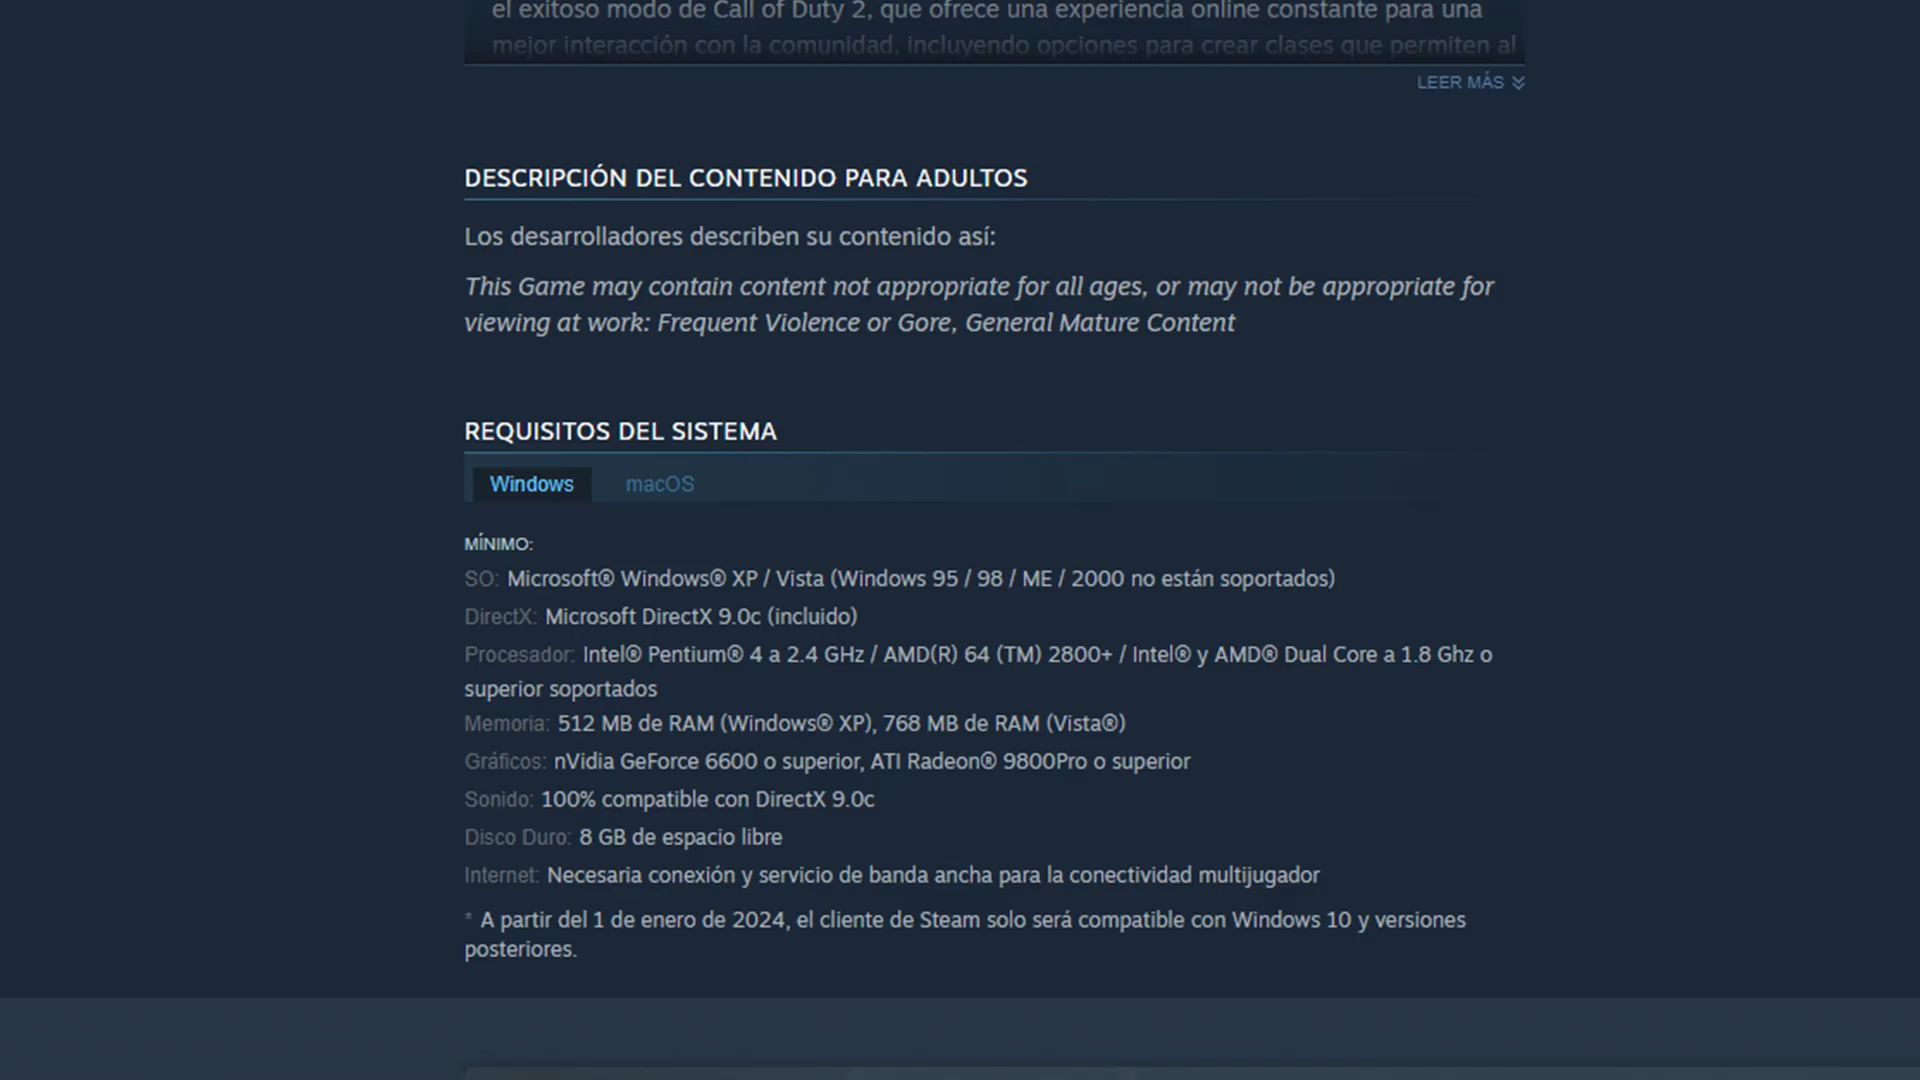 el exitoso modo de Call of Duty 2, que ofrece una experiencia online constante para una
mejor interacción con la comunidad, incluyendo opciones para crear clases que permiten al
LEER MÁS
DESCRIPCIÓN DEL CONTENIDO PARA ADULTOS
Los desarrolladores describen su contenido así:
This Game may contain content not appropriate for all ages, or may not be appropriate for
viewing at work: Frequent Violence or Gore, General Mature Content
REQUISITOS DEL SISTEMA
Windows macOS
MÍNIMO:
SO: Microsoft® Windows® XP / Vista (Windows 95 / 98 / ME / 2000 no están soportados)
DirectX: Microsoft DirectX 9.0c (incluido)
Procesador: Intel® Pentium® 4 a 2.4 GHz / AMD(R) 64 (TM) 2800+ / Intel® y AMD® Dual Core a 1.8 Ghz o
superior soportados
Memoria: 512 MB de RAM (Windows® XP), 768 MB de RAM (Vista®)
Gráficos: nVidia GeForce 6600 o superior, ATI Radeon® 9800Pro o superior
Sonido: 100% compatible con DirectX 9.0c
Disco Duro: 8 GB de espacio libre
Internet: Necesaria conexión y servicio de banda ancha para la conectividad multijugador
* A partir del 1 de enero de 2024, el cliente de Steam solo será compatible con Windows 10 y versiones
posteriores.